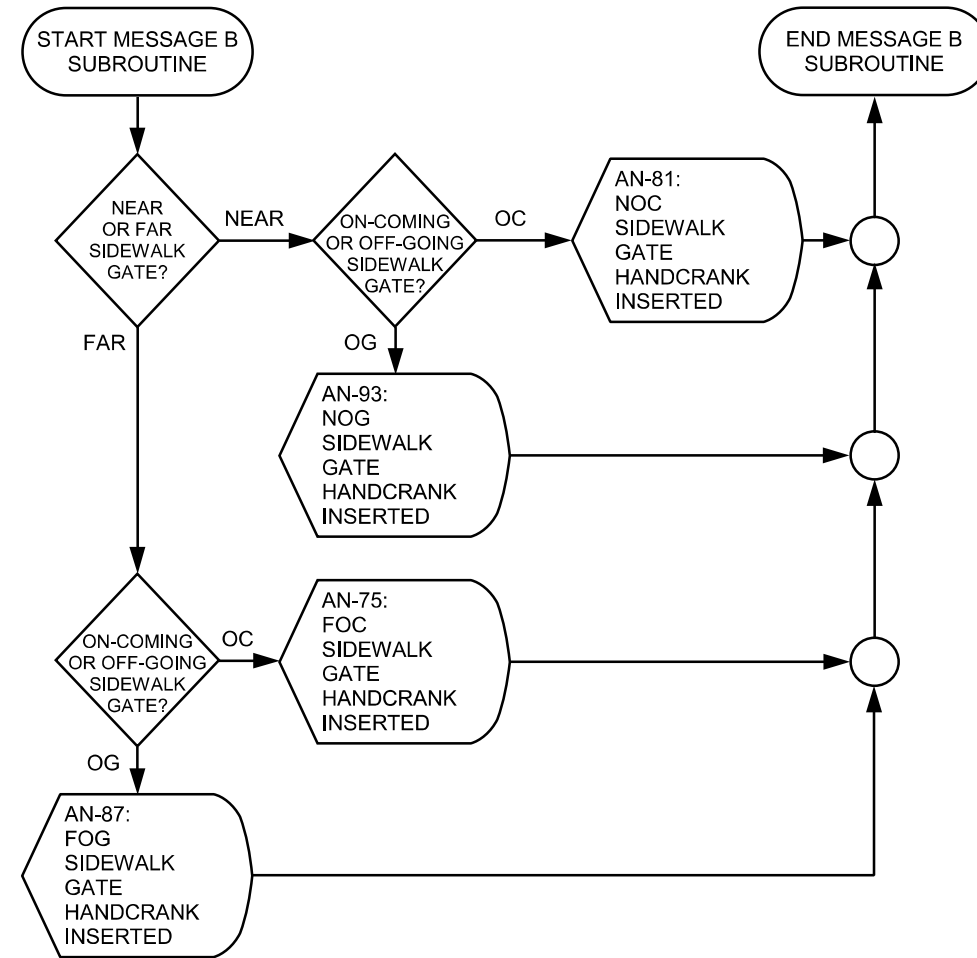 START MESSAGE B
SUBROUTINE
END MESSAGE B
SUBROUTINE
NEAR
OR FAR
SIDEWALK
GATE?
NEAR
ON-COMING
OR OFF-GOING
SIDEWALK
GATE?
OC
AN-81:
NOC
SIDEWALK
GATE
HANDCRANK
INSERTED
FAR
OG
AN-93:
NOG
SIDEWALK
GATE
HANDCRANK
INSERTED
ON-COMING
OR OFF-GOING
SIDEWALK
GATE?
OC
AN-75:
FOC
SIDEWALK
GATE
HANDCRANK
INSERTED
OG
AN-87:
FOG
SIDEWALK
GATE
HANDCRANK
INSERTED